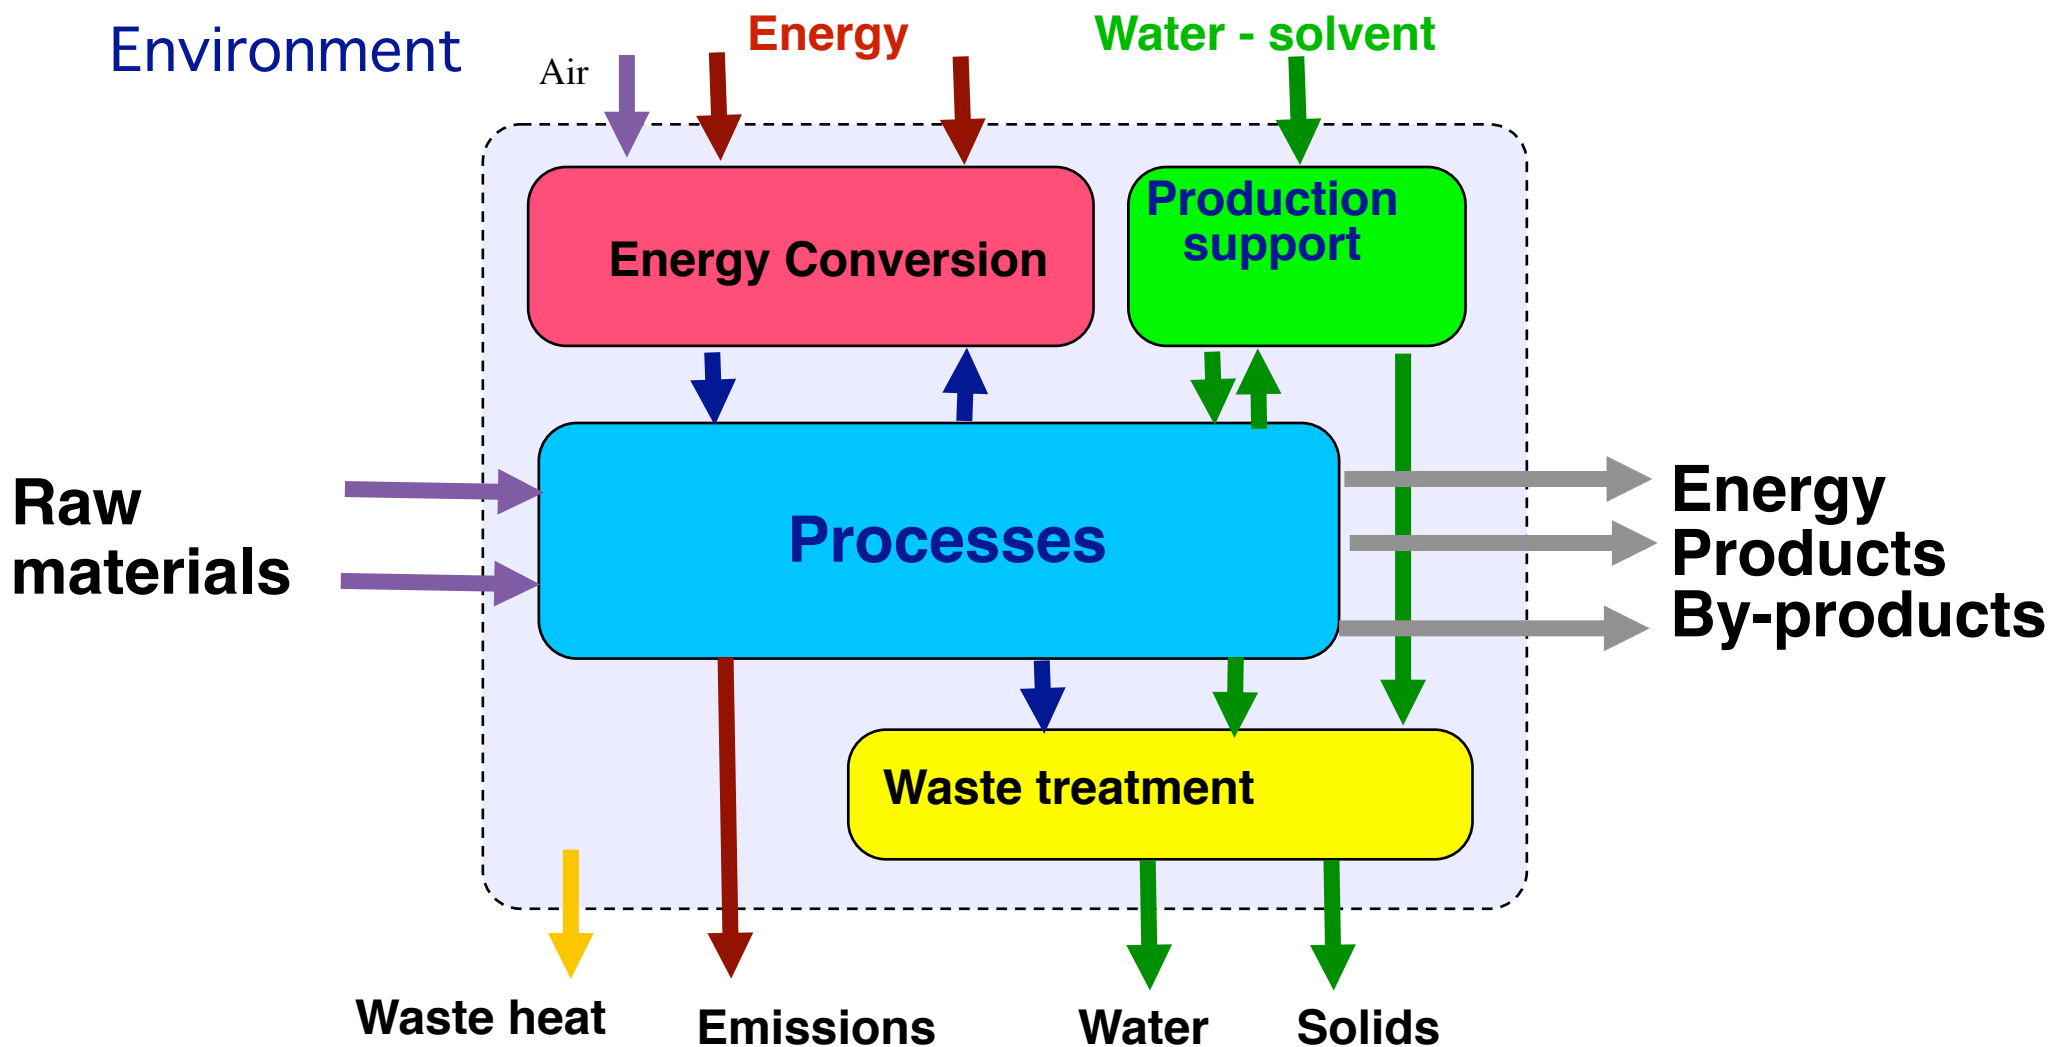 Environment
Air
Energy
Water - solvent
Energy Conversion
Production
support
Raw
materials
Processes
Energy
Products
By-products
Waste treatment
Waste heat
Emissions
Water
Solids